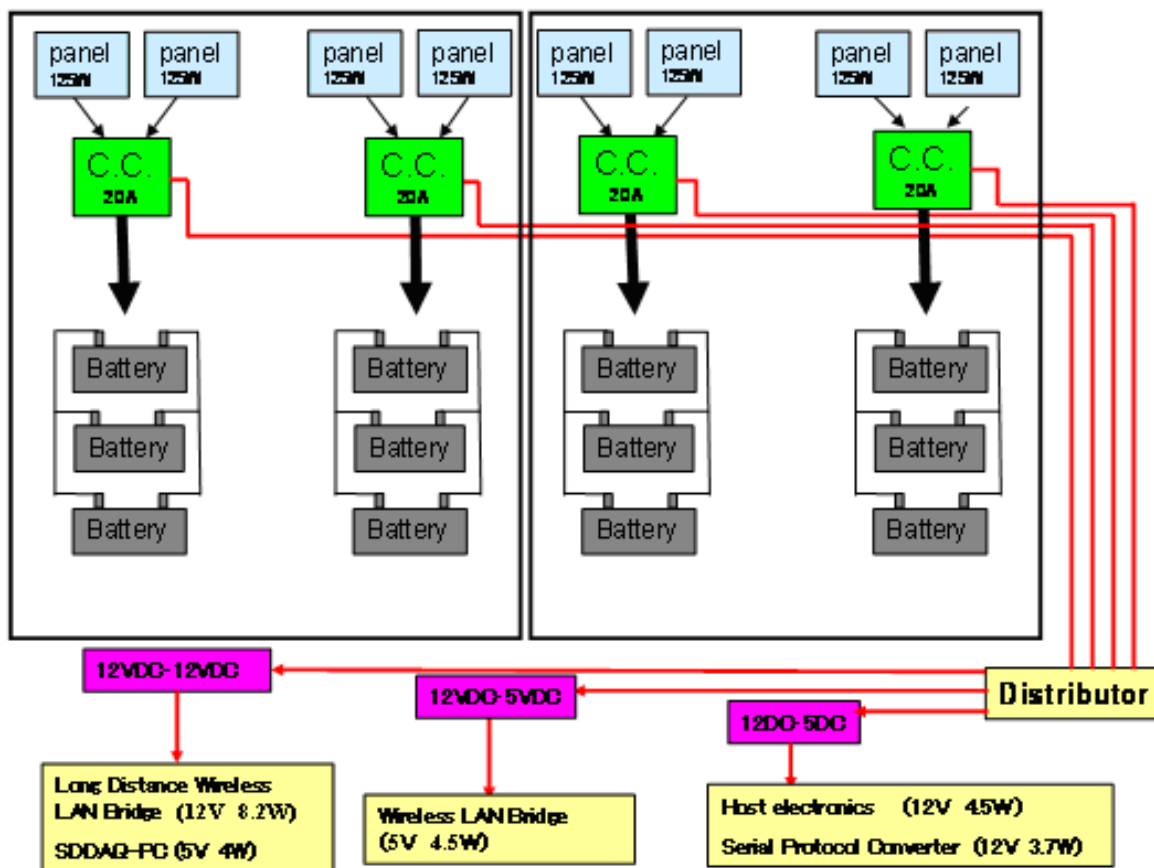 panel
125W
panel
125W
panel
125W
panel
125W
panel
125W
panel
125W
panel
125W
panel
125W
C.C.
20A
C.C.
20A
C.C.
20A
C.C.
20A
Battery
Battery
Battery
Battery
Battery
Battery
Battery
Battery
Battery
Battery
Battery
Battery
12VDC-12VDC
12VDC-5VDC
12DC-5DC
Distributor
Long Distance Wireless
LAN Bridge (12V 8.2W)
SDDAQ-PC (5V 4W)
Wireless LAN Bridge
(5V 4.5W)
Host electronics (12V 4.5W)
Serial Protocol Converter (12V 3.7W)